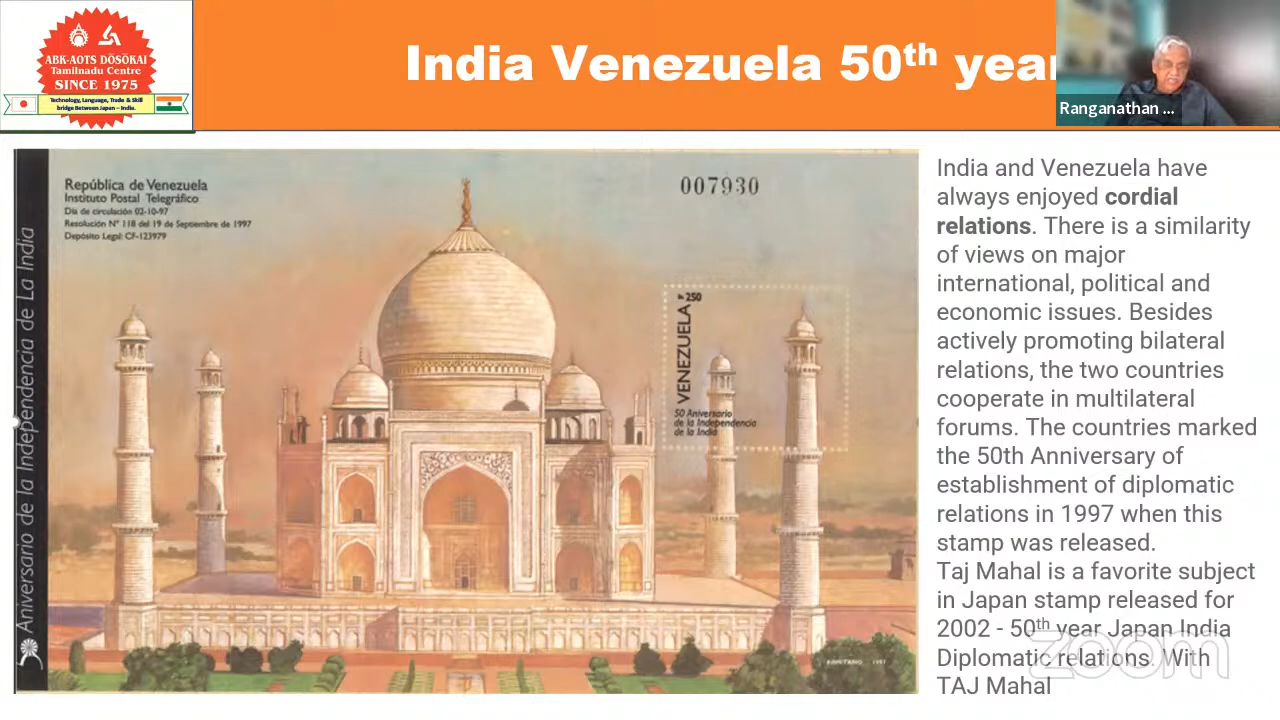 ABK-AOTS DŌSŌKAI
Tamilnadu Centre
SINCE 1975
Technology, Language, Trade & Skill
bridge Between Japan – India.
India Venezuela 50th year
Ranganathan ...
República de Venezuela
Instituto Postal Telegráfico
Día de circulación 02-10-97
Resolución Nº 118 del 19 de Septiembre de 1997
Depósito Legal: CF-123979
007930
Aniversario de la Independencia de La India
250
VENEZUELA
50 Aniversario
de la Independencia
de la India
1997
India and Venezuela have
always enjoyed cordial
relations. There is a similarity
of views on major
international, political and
economic issues. Besides
actively promoting bilateral
relations, the two countries
cooperate in multilateral
forums. The countries marked
the 50th Anniversary of
establishment of diplomatic
relations in 1997 when this
stamp was released.
Taj Mahal is a favorite subject
in Japan stamp released for
2002 - 50th year Japan India
Diplomatic relations. With
TAJ Mahal
zoom